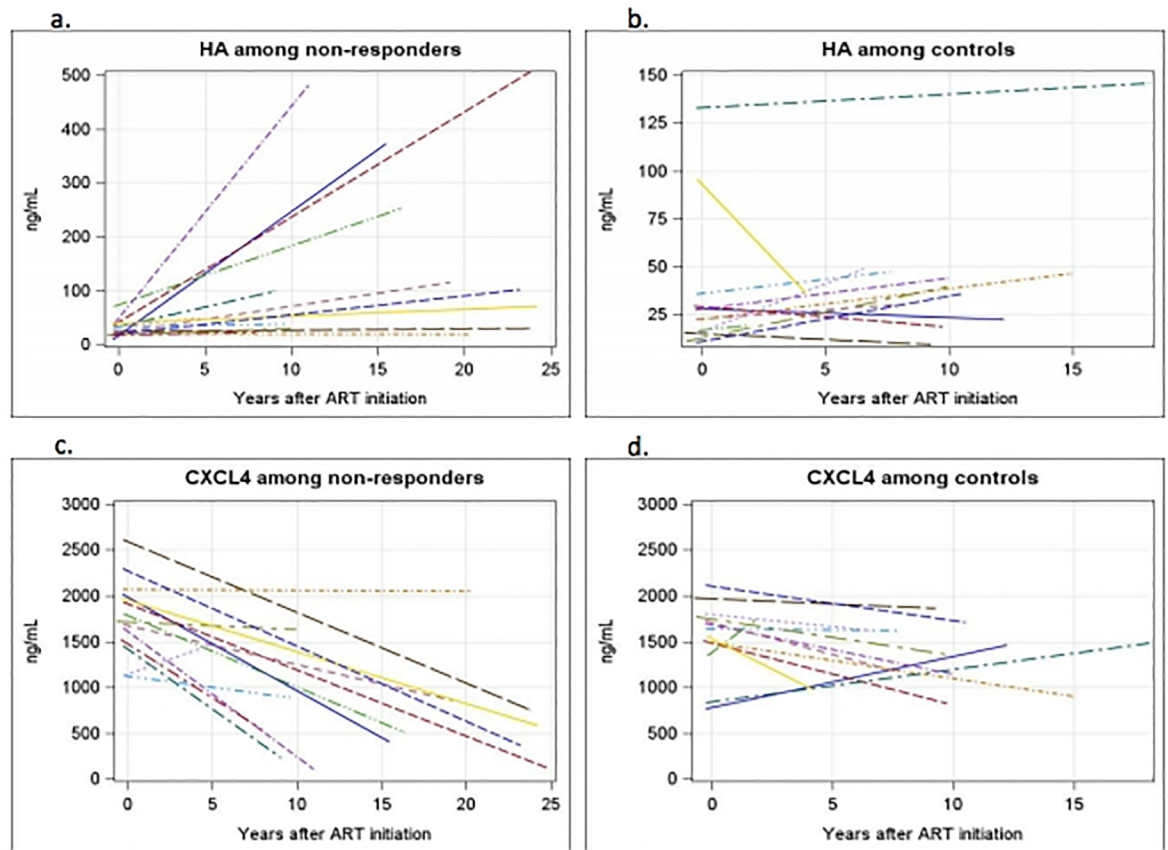 a.
HA among non-responders
500
400
300
200
100
0
ng/mL
0 5 10 15 20 25
Years after ART initiation
b.
HA among controls
150
125
100
75
50
25
ng/mL
0 5 10 15
Years after ART initiation
c.
CXCL4 among non-responders
3000
2500
2000
1500
1000
500
0
ng/mL
0 5 10 15 20 25
Years after ART initiation
d.
CXCL4 among controls
3000
2500
2000
1500
1000
500
0
ng/mL
0 5 10 15
Years after ART initiation